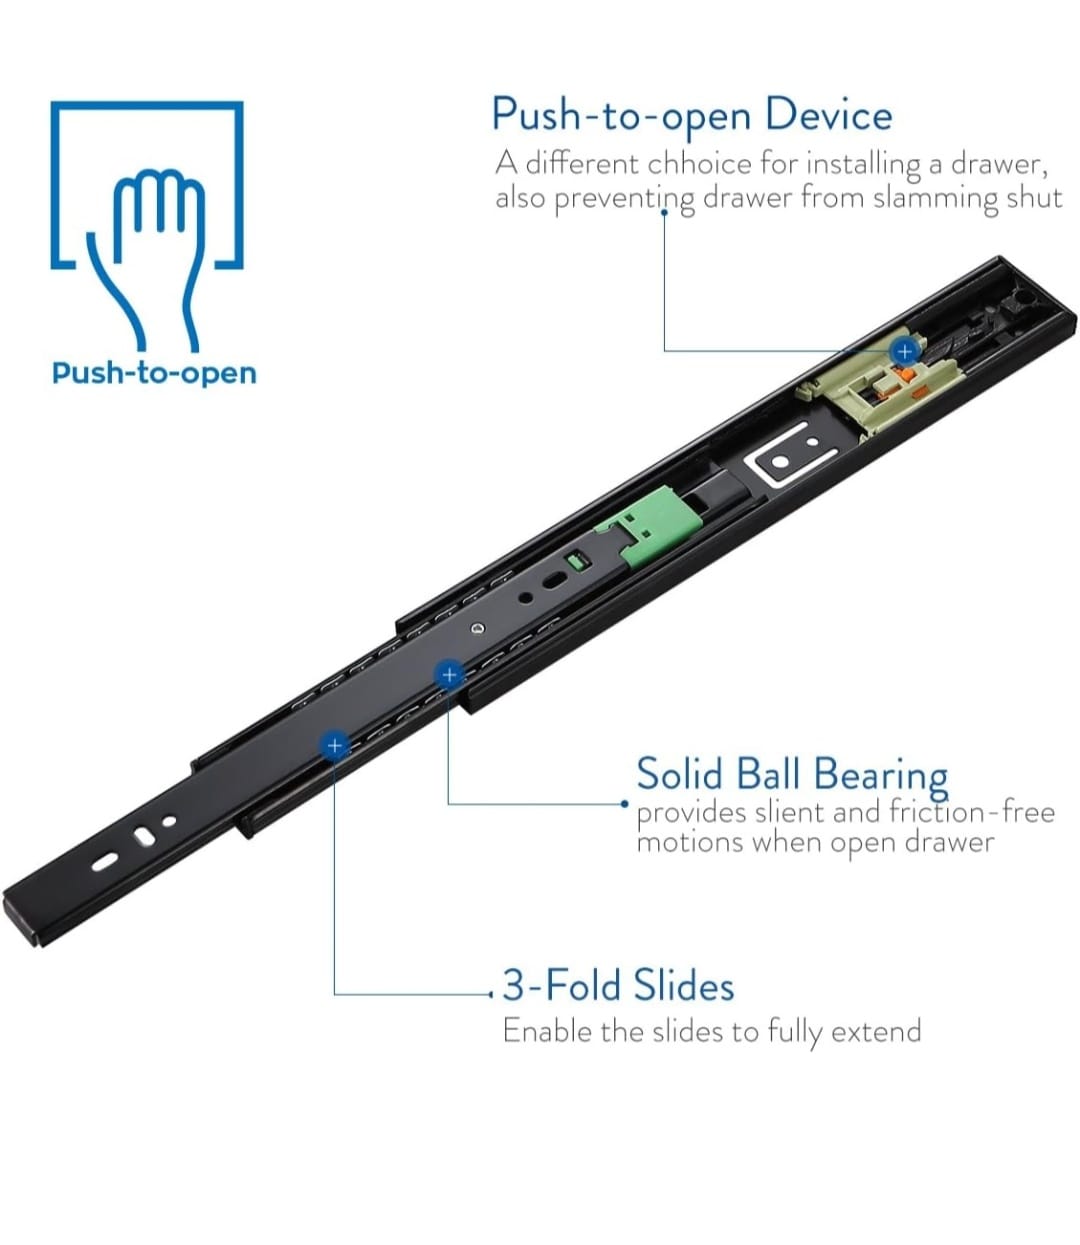 Push-to-open Device
A different chhoice for installing a drawer,
also preventing drawer from slamming shut
Push-to-open
Solid Ball Bearing
provides slient and friction-free
motions when open drawer
3-Fold Slides
Enable the slides to fully extend